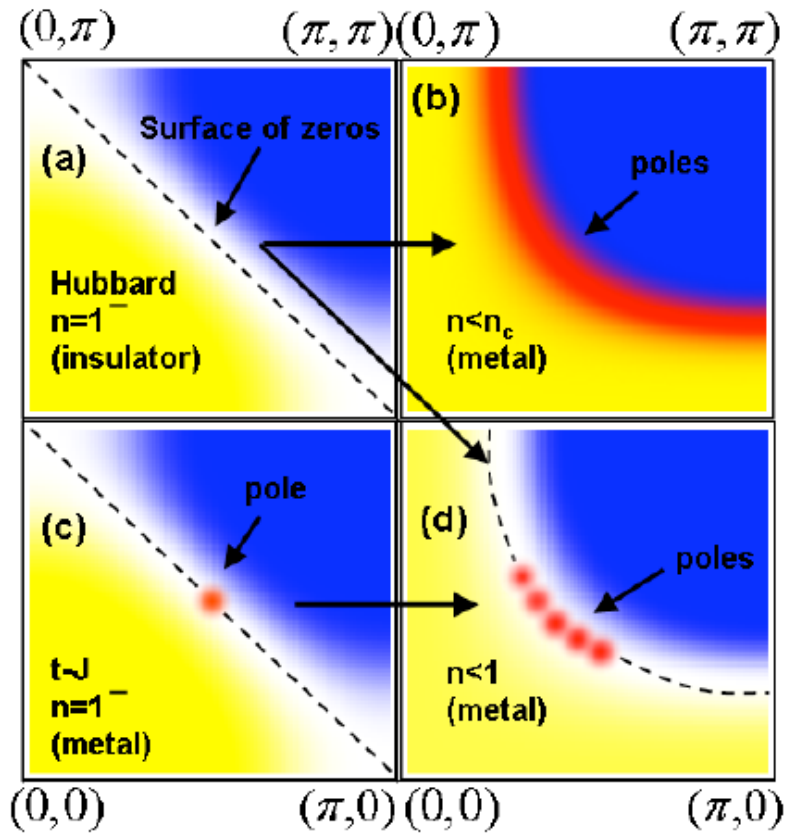 (0,π) (π,π)(0,π) (π,π)
Surface of zeros
(a)
Hubbard
n=1⁻
(insulator)
(b)
poles
n<n_c
(metal)
(c)
pole
t-J
n=1⁻
(metal)
(d)
poles
n<1
(metal)
(0,0) (π,0) (0,0) (π,0)